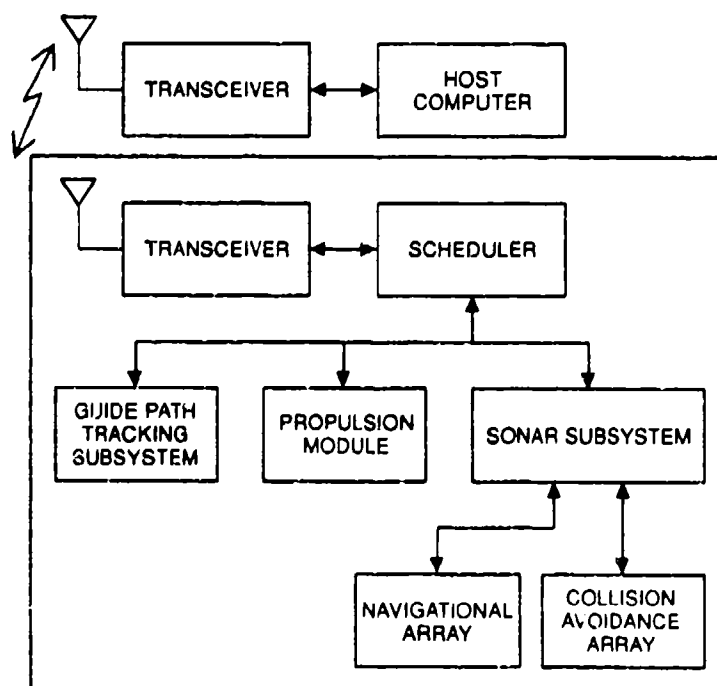 TRANSCEIVER
HOST
COMPUTER
TRANSCEIVER
SCHEDULER
GUIDE PATH
TRACKING
SUBSYSTEM
PROPULSION
MODULE
SONAR SUBSYSTEM
NAVIGATIONAL
ARRAY
COLLISION
AVOIDANCE
ARRAY